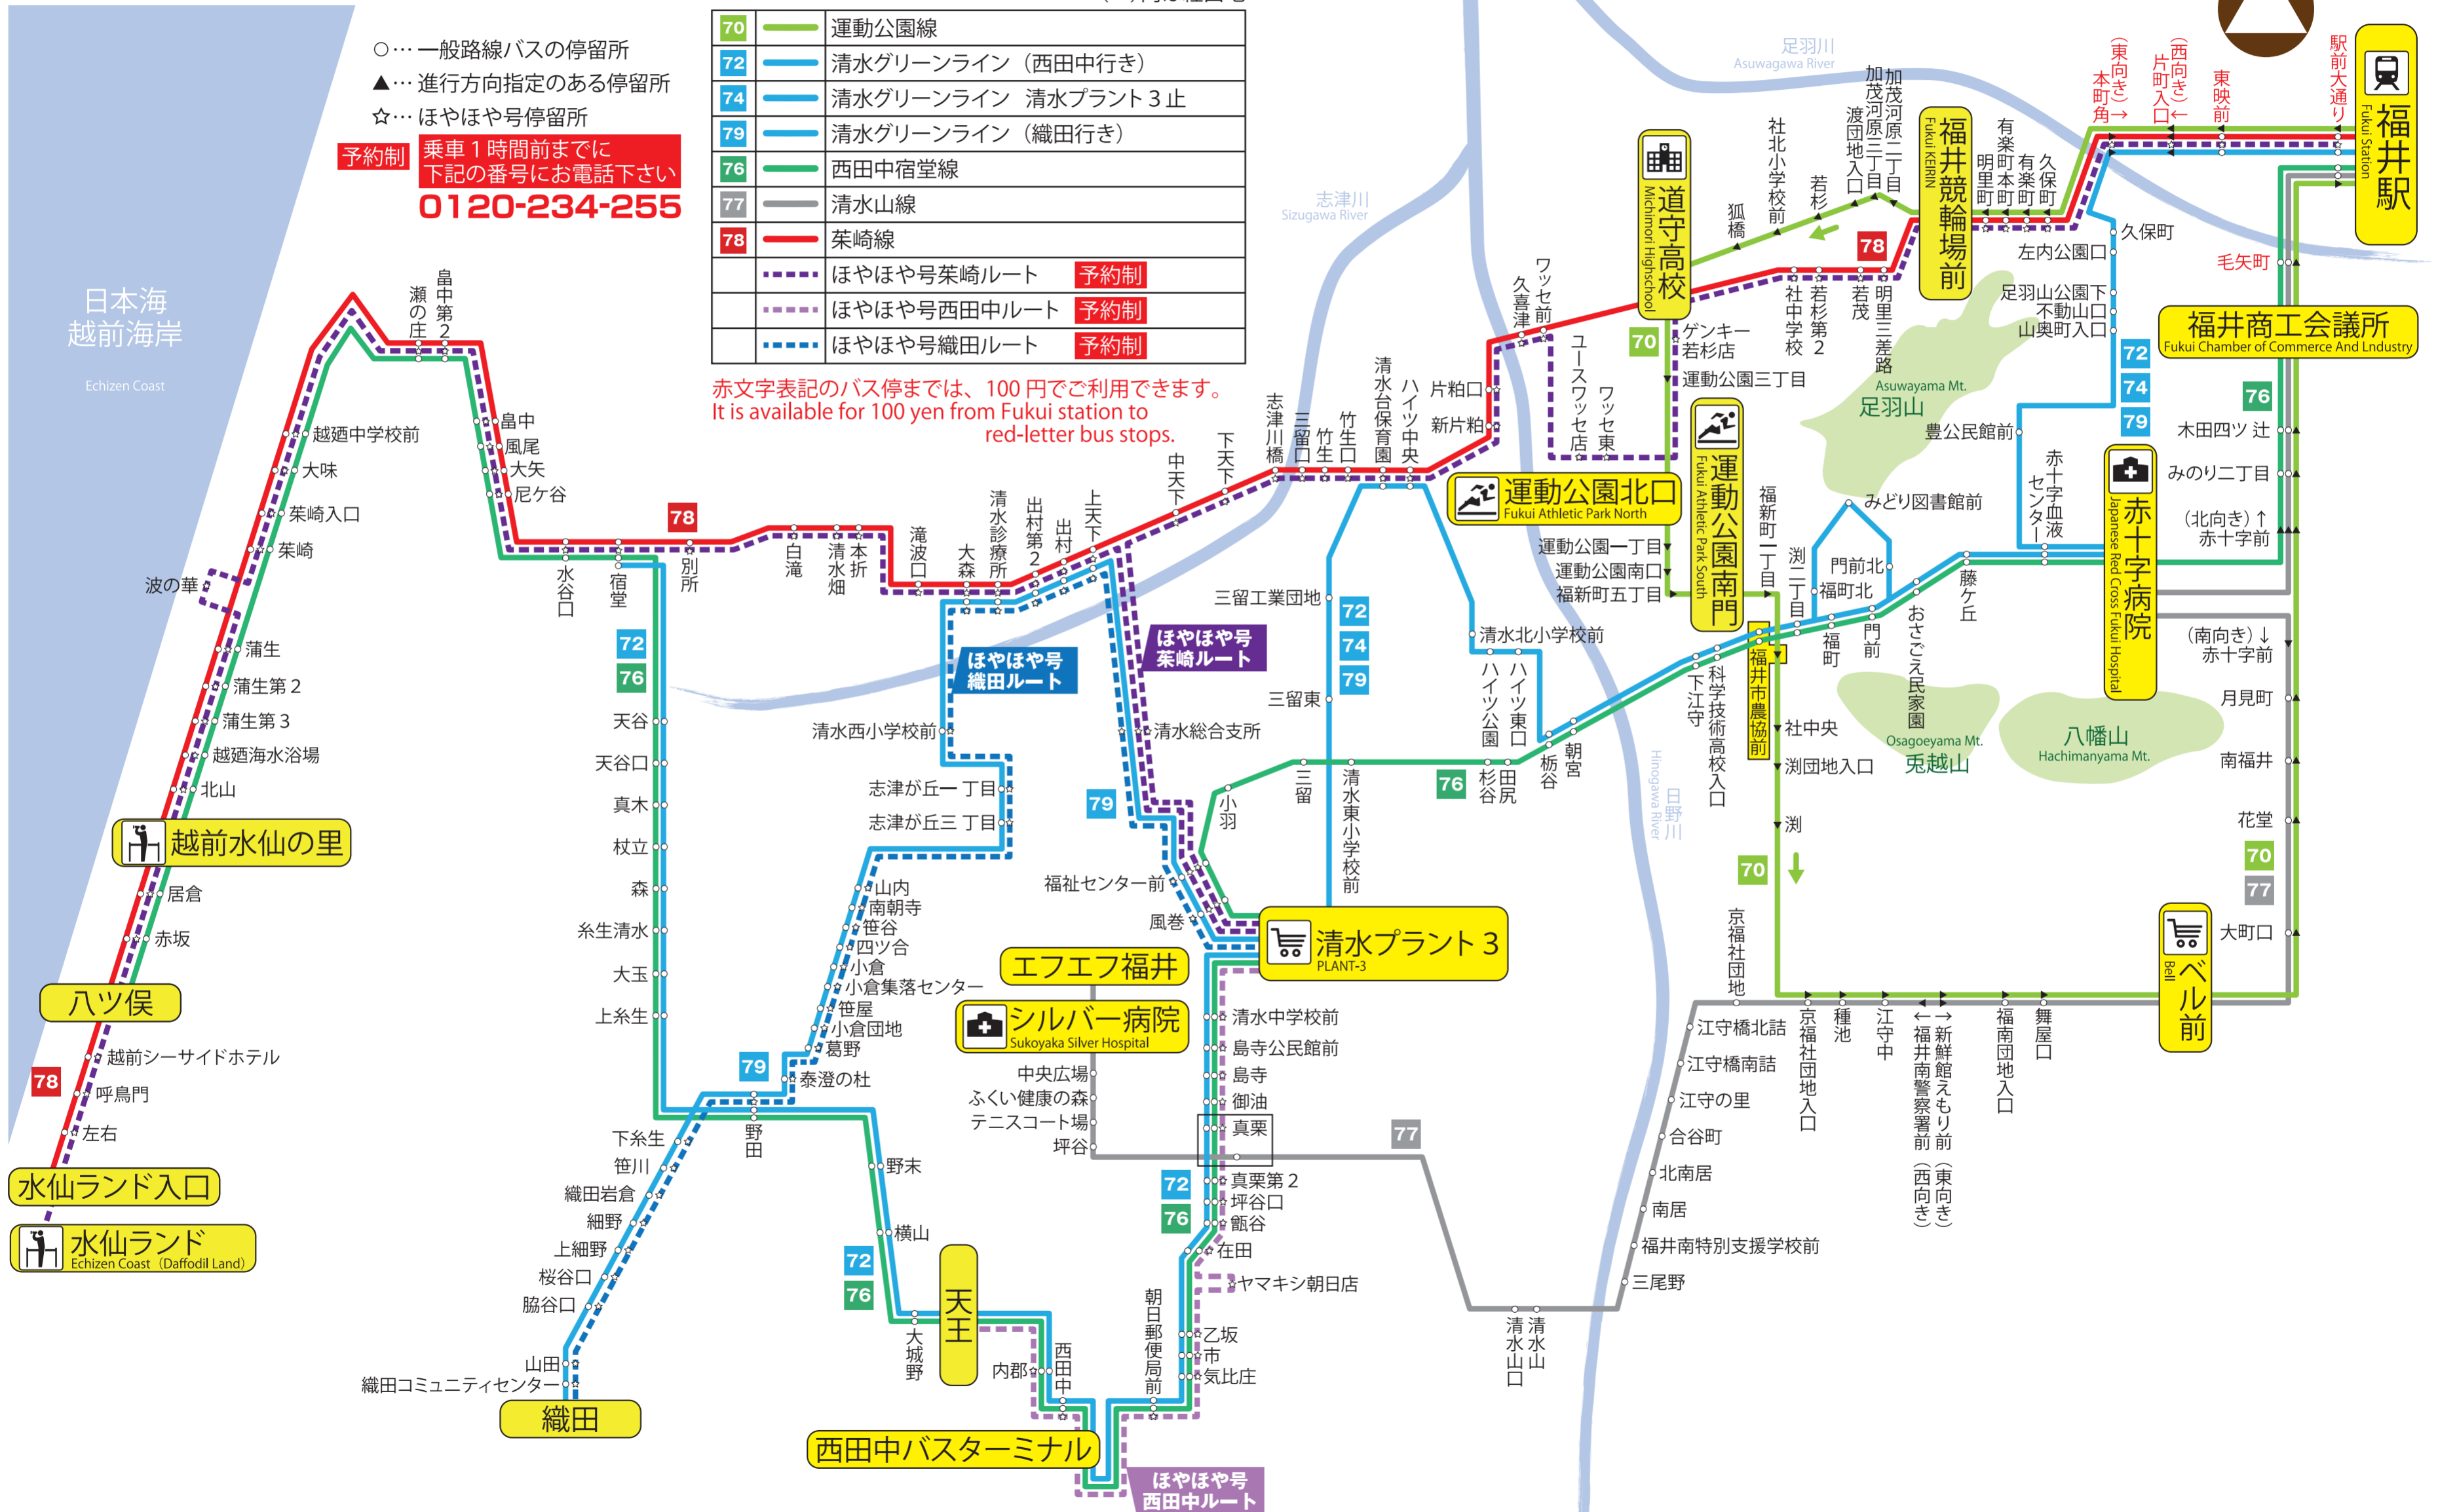 ○… 一般路線バスの停留所
▲… 進行方向指定のある停留所
☆… ほやほや号停留所
予約制
乗車1時間前までに
下記の番号にお電話下さい
0120-234-255
70 運動公園線
72 清水グリーンライン（西田中行き）
74 清水グリーンライン 清水プラント3止
79 清水グリーンライン（織田行き）
76 西田中宿堂線
77 清水山線
78 茱崎線
ほやほや号茱崎ルート 予約制
ほやほや号西田中ルート 予約制
ほやほや号織田ルート 予約制
赤文字表記のバス停までは、100円でご利用できます。
It is available for 100 yen from Fukui station to
red-letter bus stops.
日本海
越前海岸
Echizen Coast
足羽川
Asuwagawa River
志津川
Sizugawa River
日野川
Hinogawa River
足羽山
Asuwayama Mt.
Osagoeyama Mt.
兎越山
八幡山
Hachimanyama Mt.
福井駅
Fukui Station
駅前大通り
東映前
（西向き）←
片町入口
（東向き）→
本町角
久保町
有楽町
有楽町本町
明里町
福井競輪場前
Fukui KEIRIN
加茂河原二丁目
加茂河原三丁目
渡団地入口
若杉
社北小学校前
狐橋
道守高校
Michimori Highschool
78
明里三差路
若茂
若杉第2
社中学校
ワッセ前
久喜津
片粕口
新片粕
ユースワッセ店
ワッセ東
ゲンキー
若杉店
70
運動公園三丁目
運動公園北口
Fukui Athletic Park North
運動公園一丁目
運動公園南口
福新町五丁目
運動公園南門
Fukui Athletic Park South
福新町一丁目
福井市農協前
社中央
渕団地入口
渕
70
久保町
左内公園口
足羽山公園下
不動山口
山奥町入口
72
74
79
豊公民館前
赤十字血液
センター
赤十字病院
Japanese Red Cross Fukui Hospital
毛矢町
福井商工会議所
Fukui Chamber of Commerce And Lndustry
76
木田四ツ辻
みのり二丁目
（北向き）↑
赤十字前
（南向き）↓
赤十字前
月見町
南福井
花堂
70
77
大町口
ベル前
Bell
みどり図書館前
門前北
福町北
渕二丁目
福町
門前
おさごえ民家園
藤ケ丘
科学技術高校入口
下江守
朝宮
栃谷
ハイツ東口
ハイツ公園
清水北小学校前
ハイツ中央
清水台保育園
竹生口
竹生
三留口
志津川橋
下天下
中天下
上天下
出村
出村第2
清水診療所
大森
滝波口
本折
清水畑
白滝
78
別所
宿堂
水谷口
尼ケ谷
大矢
風尾
畠中
畠中第2
瀬の庄
越廼中学校前
大味
茱崎入口
茱崎
波の華
蒲生
蒲生第2
蒲生第3
越廼海水浴場
北山
越前水仙の里
居倉
赤坂
八ツ俣
越前シーサイドホテル
78
呼鳥門
左右
水仙ランド入口
水仙ランド
Echizen Coast (Daffodil Land)
三留工業団地
72
74
79
三留東
清水東小学校前
76
杉谷
田尻
三留
小羽
ほやほや号
茱崎ルート
ほやほや号
織田ルート
清水総合支所
79
福祉センター前
風巻
清水プラント3
PLANT-3
清水西小学校前
志津が丘一丁目
志津が丘三丁目
山内
南朝寺
笹谷
四ツ合
小倉
小倉集落センター
笹屋
小倉団地
葛野
泰澄の杜
79
72
76
天谷
天谷口
真木
杖立
森
糸生清水
大玉
上糸生
野田
下糸生
笹川
織田岩倉
細野
上細野
桜谷口
脇谷口
山田
織田コミュニティセンター
織田
野末
横山
72
76
大城野
天王
内郡
西田中
西田中バスターミナル
ほやほや号
西田中ルート
朝日郵便局前
気比庄
市
乙坂
ヤマキシ朝日店
在田
甑谷
坪谷口
真栗第2
72
76
真栗
御油
島寺
島寺公民館前
清水中学校前
エフエフ福井
シルバー病院
Sukoyaka Silver Hospital
中央広場
ふくい健康の森
テニスコート場
坪谷
77
清水山口
清水山
三尾野
福井南特別支援学校前
南居
北南居
合谷町
江守の里
江守橋南詰
江守橋北詰
京福社団地
京福社団地入口
種池
江守中
←福井南警察署前（西向き）
→新鮮館えもり前（東向き）
福南団地入口
舞屋口